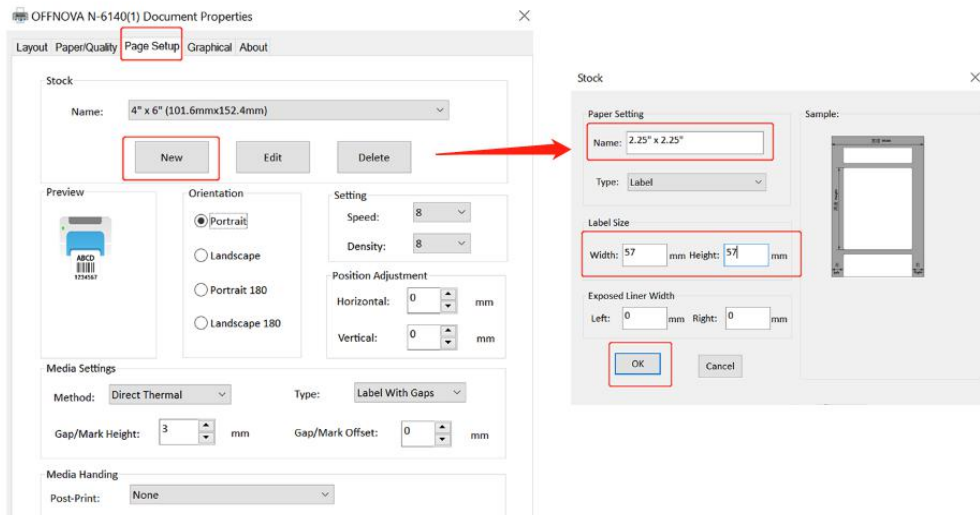 OFFNOVA N-6140(1) Document Properties
Layout Paper/Quality Page Setup Graphical About
Stock
Name: 4" x 6" (101.6mmx152.4mm)
New Edit Delete
Preview
ABCD
1234567
Orientation
Portrait
Landscape
Portrait 180
Landscape 180
Setting
Speed: 8
Density: 8
Position Adjustment
Horizontal: 0 mm
Vertical: 0 mm
Media Settings
Method: Direct Thermal Type: Label With Gaps
Gap/Mark Height: 3 mm Gap/Mark Offset: 0 mm
Media Handing
Post-Print: None
Stock
Paper Setting
Name: 2.25" x 2.25"
Type: Label
Label Size
Width: 57 mm Height: 57 mm
Exposed Liner Width
Left: 0 mm Right: 0 mm
OK Cancel
Sample: